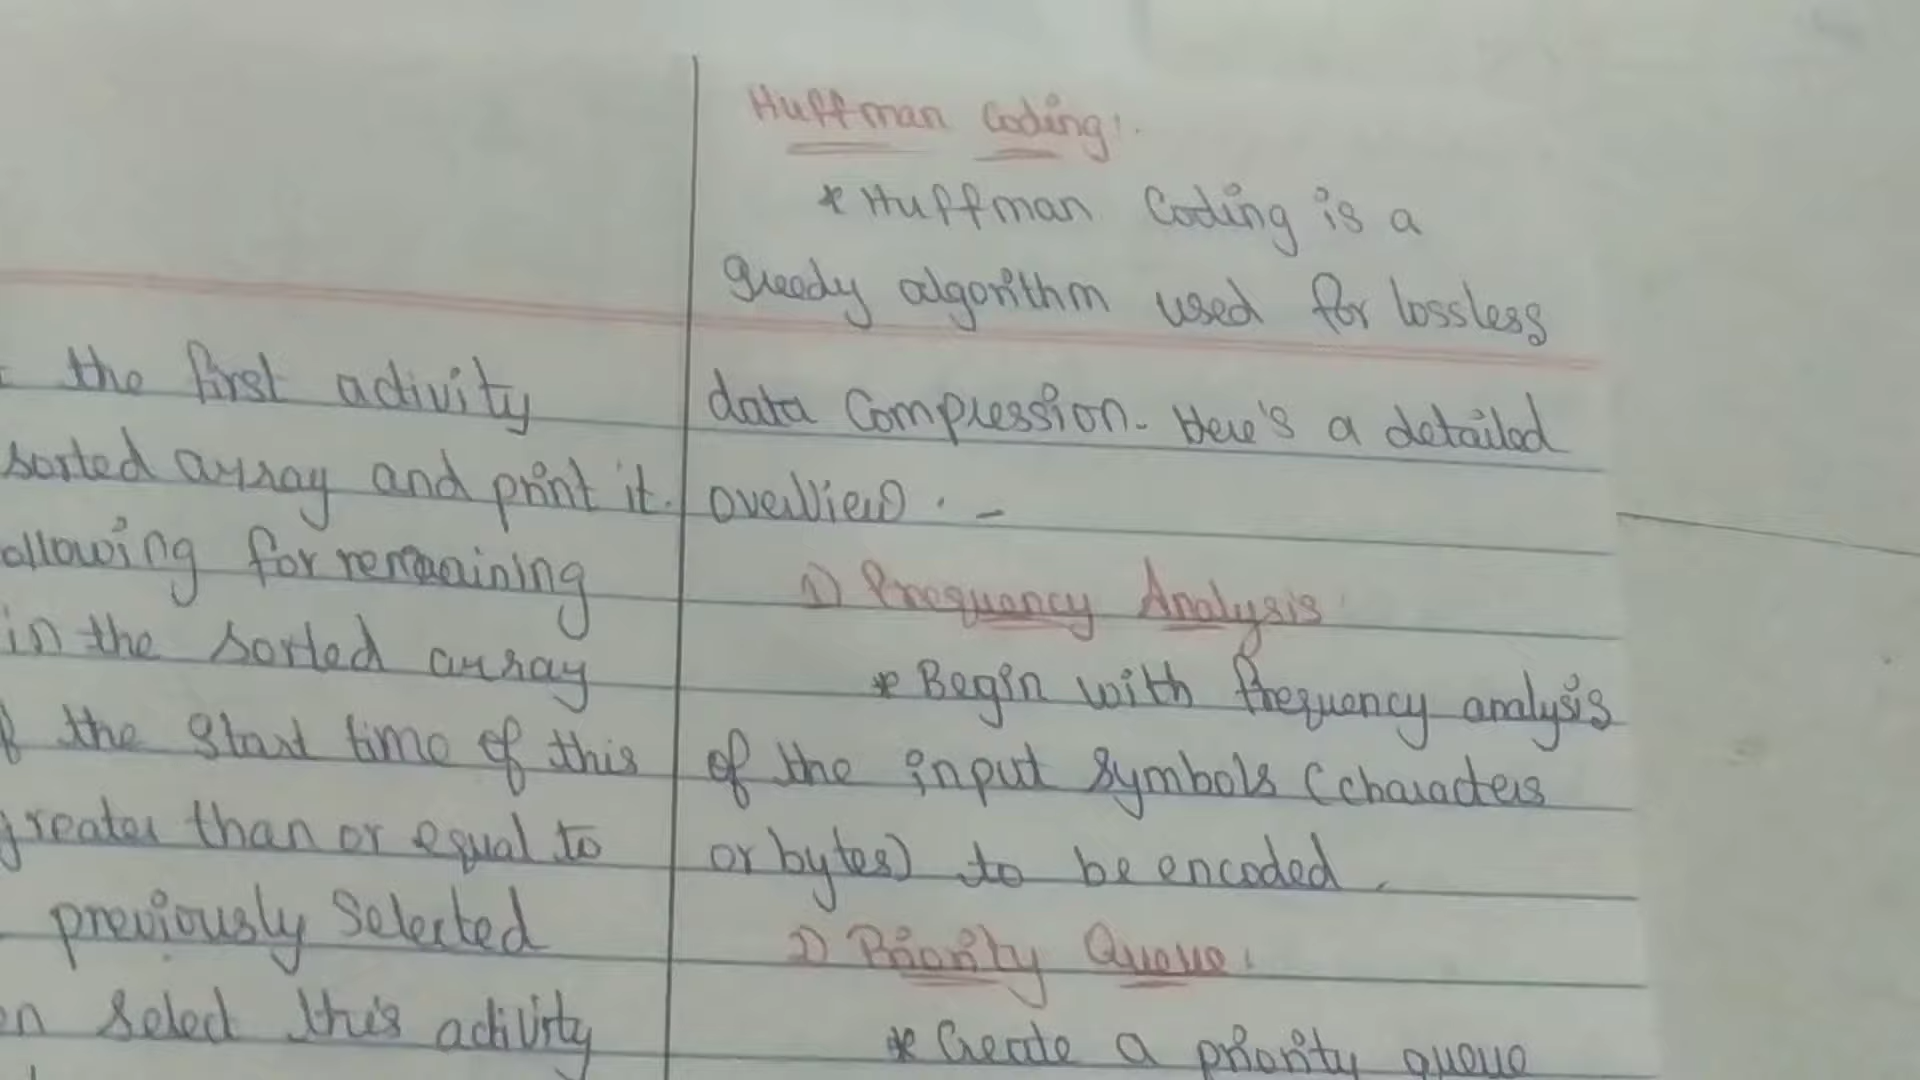 the first activity
sorted array and print it.
allowing for remaining
in the sorted array
the start time of this
greater than or equal to
previously selected
select this activity
Huffman Coding:-
* Huffman Coding is a
greedy algorithm used for lossless
data Compression. Here's a detailed
overview. -
1) Frequency Analysis:
* Begin with frequency analysis
of the input symbols (characters
or bytes) to be encoded.
2) Priority Queue:
* Create a priority queue